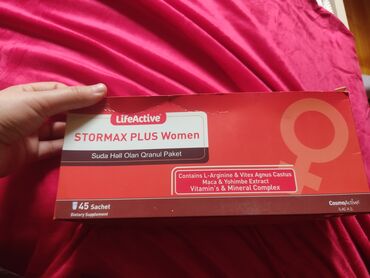 LifeActive
STORMAX PLUS Women
Suda Həll Olan Qranul Paket
Contains L-Arginine & Vitex Agnus Castus
Maca & Yohimbe Extract
Vitamin's & Mineral Complex
45 Sachet
Dietary Supplement
CosmoActive